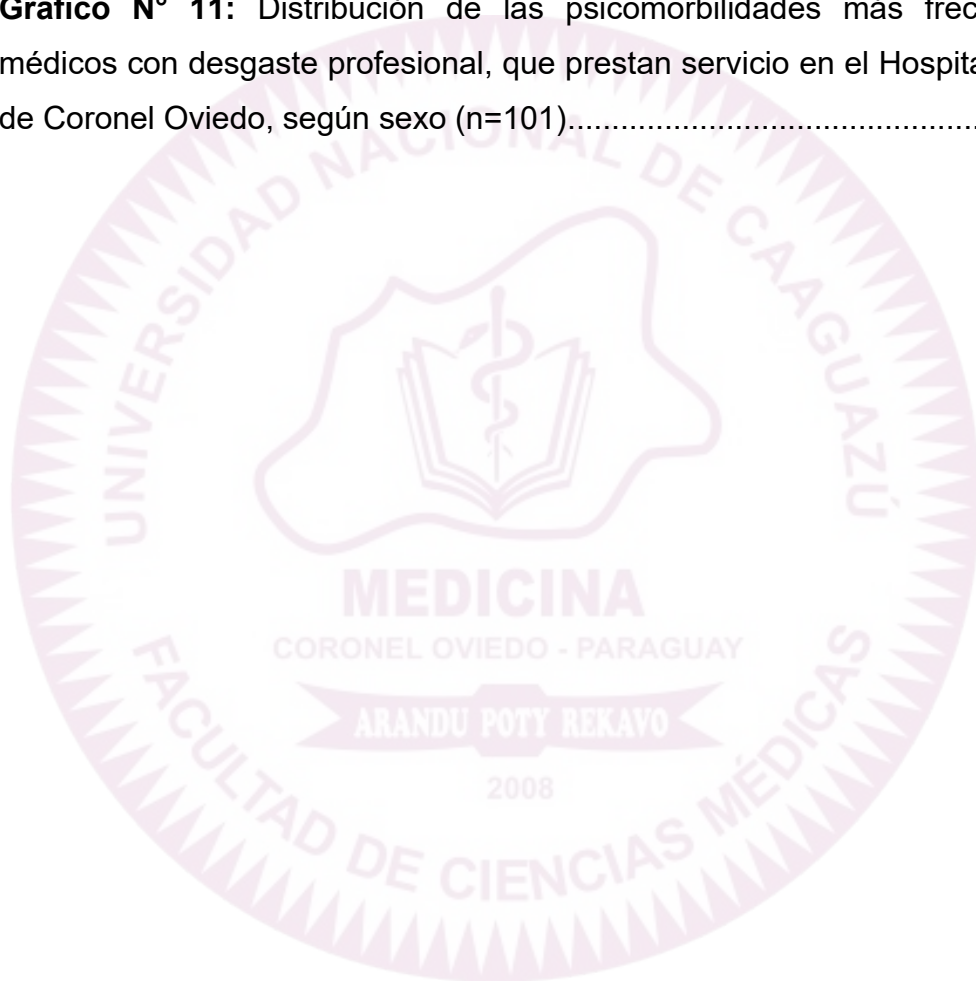 Gráfico N° 11: Distribución de las psicomorbilidades más frec
médicos con desgaste profesional, que prestan servicio en el Hospita
de Coronel Oviedo, según sexo (n=101)..........................................
UNIVERSIDAD NACIONAL DE CAAGUAZÚ
MEDICINA
CORONEL OVIEDO - PARAGUAY
ARANDU POTY REKAVO
2008
FACULTAD DE CIENCIAS MÉDICAS